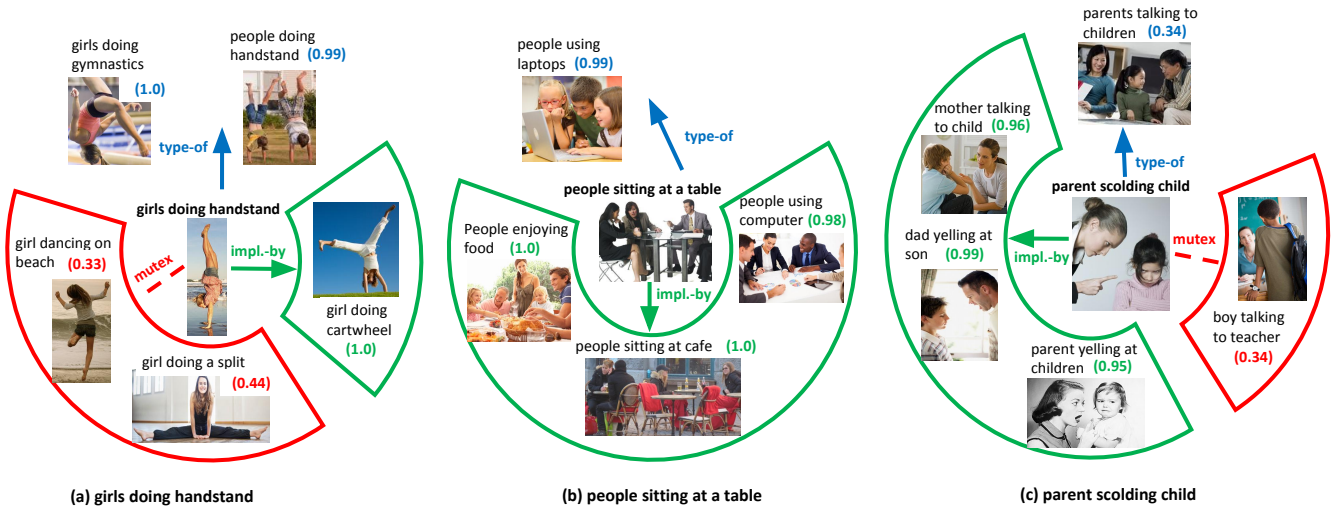 girls doing
gymnastics
(1.0)
people doing
handstand (0.99)
type-of
girls doing handstand
girl dancing on
beach (0.33)
mutex
impl.-by
girl doing
cartwheel
(1.0)
girl doing a split
(0.44)
(a) girls doing handstand
people using
laptops (0.99)
type-of
people sitting at a table
People enjoying
food (1.0)
people using
computer (0.98)
impl.-by
people sitting at cafe (1.0)
(b) people sitting at a table
parents talking to
children (0.34)
mother talking
to child (0.96)
type-of
parent scolding child
dad yelling at
son (0.99)
impl.-by
mutex
boy talking
to teacher
(0.34)
parent yelling at
children (0.95)
(c) parent scolding child